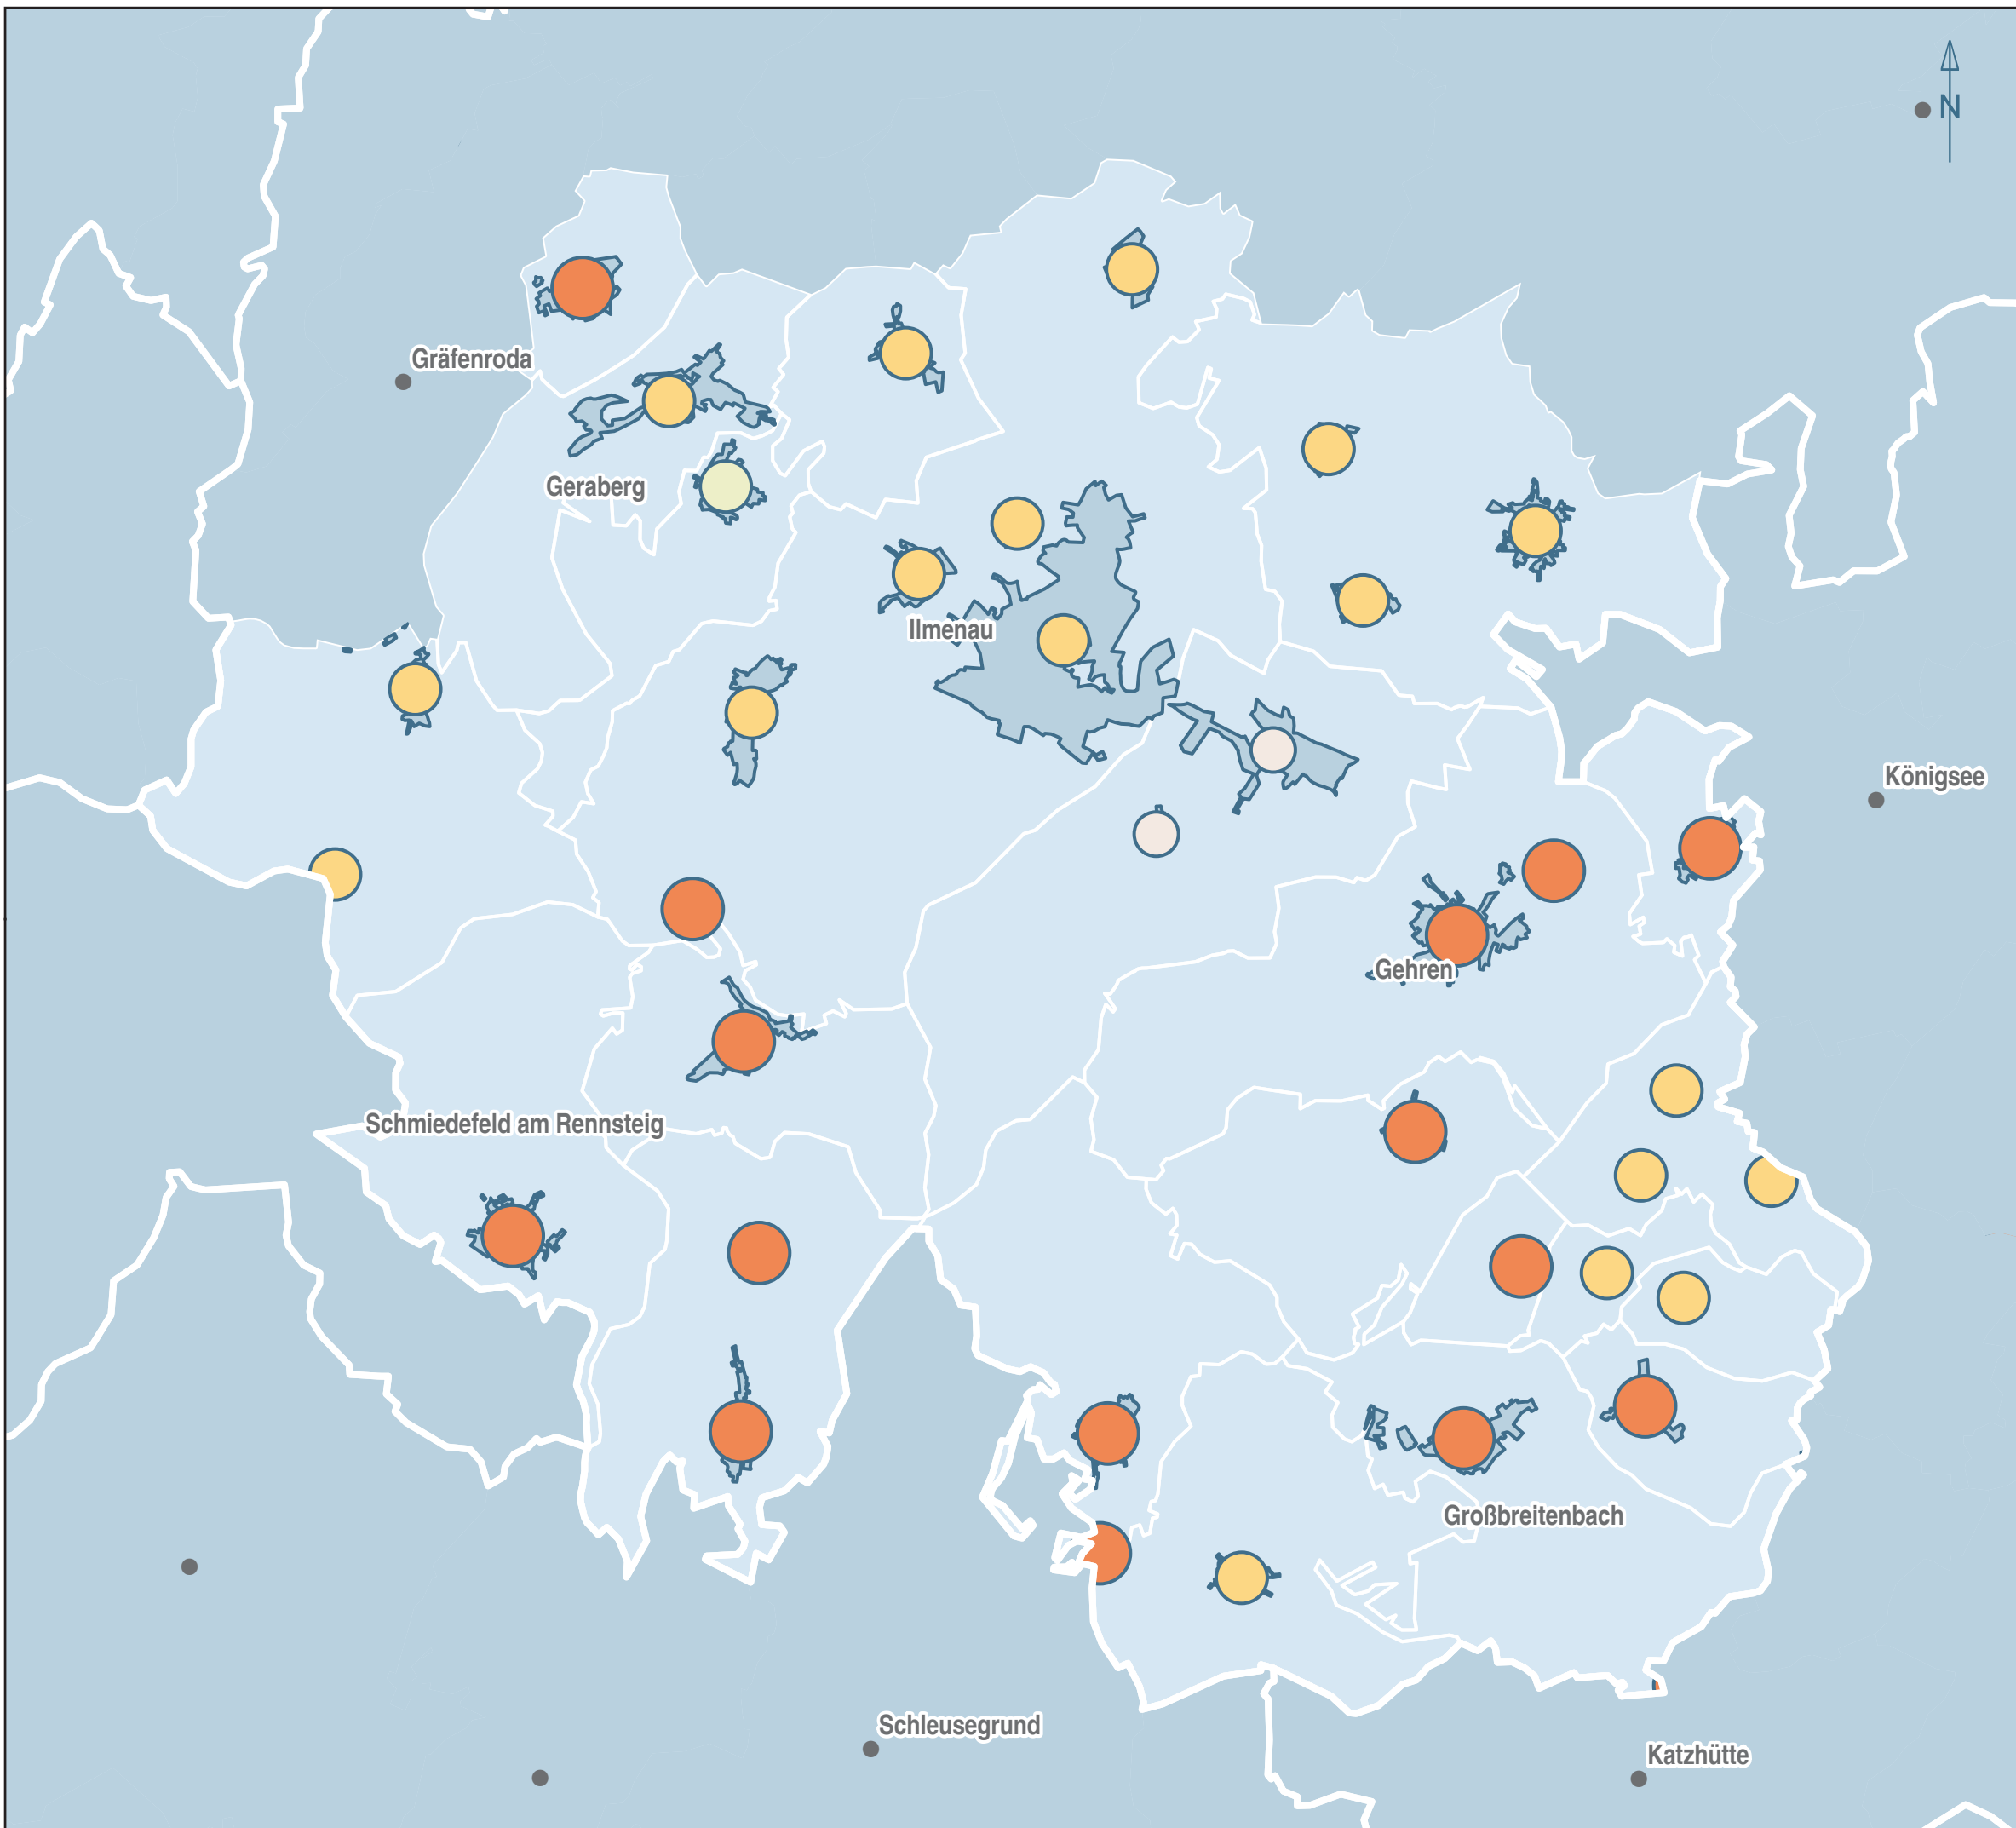 N
Gräfenroda
Geraberg
Ilmenau
Königsee
Gehren
Schmiedefeld am Rennsteig
Großbreitenbach
Schleusegrund
Katzhütte